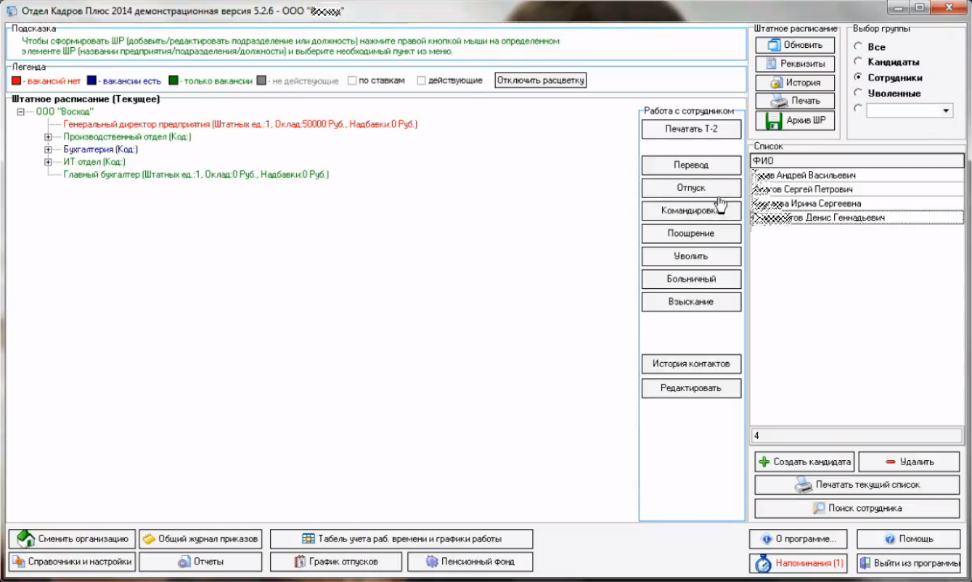 Отдел Кадров Плюс 2014 демонстрационная версия 5.2.6 - ООО "
Подсказка
Чтобы сформировать ШР (добавить/редактировать подразделение или должность) нажмите правой кнопкой мыши на определенном
элементе ШР (названии предприятия/подразделения/должности) и выберите необходимый пункт из меню.
Легенда
- вакансий нет - вакансии есть - только вакансии - не действующие по ставкам действующие Отключить расцветку
Штатное расписание (Текущее)
ООО "Восход"
Генеральный директор предприятия (Штатных ед.:1, Оклад:50000 Руб., Надбавки:0 Руб.)
Производственный отдел (Код:)
Бухгалтерия (Код:)
ИТ отдел (Код:)
Главный бухгалтер (Штатных ед.:1, Оклад:0 Руб., Надбавки:0 Руб.)
Работа с сотрудником
Печатать Т-2
Перевод
Отпуск
Командировка
Поощрение
Уволить
Больничный
Взыскание
История контактов
Редактировать
Штатное расписание
Обновить
Реквизиты
История
Печать
Архив ШР
Выбор группы
Все
Кандидаты
Сотрудники
Уволенные
Список
ФИО
Андрей Васильевич
Сергей Петрович
Ирина Сергеевна
Денис Геннадьевич
4
Создать кандидата Удалить
Печатать текущий список
Поиск сотрудника
Сменить организацию Общий журнал приказов Табель учета раб. времени и графики работы О программе... Помощь
Справочники и настройки Отчеты График отпусков Пенсионный фонд Напоминания (1) Выйти из программы